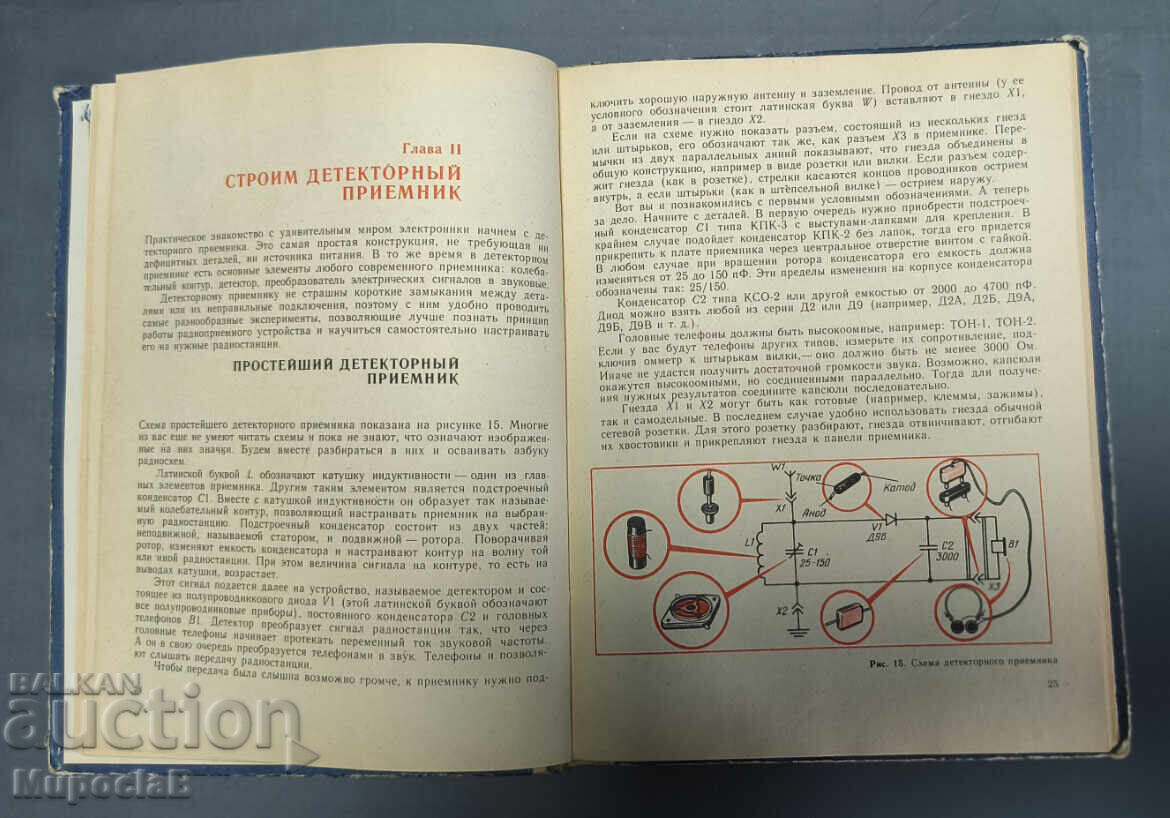 Глава II
СТРОИМ ДЕТЕКТОРНЫЙ
ПРИЕМНИК
Практическое знакомство с удивительным миром электроники начнем с де-
текторного приемника. Это самая простая конструкция, не требующая ни
дефицитных деталей, ни источника питания. В то же время в детекторном
приемнике есть основные элементы любого современного приемника: колеба-
тельный контур, детектор, преобразователь электрических сигналов в звуковые.
Детекторному приемнику не страшны короткие замыкания между дета-
лями или их неправильные подключения, поэтому с ним удобно проводить
самые разнообразные эксперименты, позволяющие лучше познать принцип
работы радиоприемного устройства и научиться самостоятельно настраивать
его на нужные радиостанции.
ПРОСТЕЙШИЙ ДЕТЕКТОРНЫЙ
ПРИЕМНИК
Схема простейшего детекторного приемника показана на рисунке 15. Многие
из вас еще не умеют читать схемы и пока не знают, что означают изображен-
ные на них значки. Будем вместе разбираться в них и осваивать азбуку
радиосхем.
Латинской буквой L обозначают катушку индуктивности — один из глав-
ных элементов приемника. Другим таким элементом является подстроечный
конденсатор C1. Вместе с катушкой индуктивности он образует так называе-
мый колебательный контур, позволяющий настраивать приемник на выбран-
ную радиостанцию. Подстроечный конденсатор состоит из двух частей:
неподвижной, называемой статором, и подвижной — ротора. Поворачивая
ротор, изменяют емкость конденсатора и настраивают контур на волну той
или иной радиостанции. При этом величина сигнала на контуре, то есть на
выводах катушки, возрастает.
Этот сигнал подается далее на устройство, называемое детектором и сос-
тоящее из полупроводникового диода V1 (этой латинской буквой обозначают
все полупроводниковые приборы), постоянного конденсатора C2 и головных
телефонов B1. Детектор преобразует сигнал радиостанции так, что через
головные телефоны начинает протекать переменный ток звуковой частоты.
А он в свою очередь преобразуется телефонами в звук. Телефоны и позволя-
ют слышать передачу радиостанции.
Чтобы передача была слышна возможно громче, к приемнику нужно под-
ключить хорошую наружную антенну и заземление. Провод от антенны (у ее
условного обозначения стоит латинская буква W) вставляют в гнездо X1,
а от заземления — в гнездо X2.
Если на схеме нужно показать разъем, состоящий из нескольких гнезд
или штырьков, его обозначают так же, как разъем X3 в приемнике. Пере-
мычки из двух параллельных линий показывают, что гнезда объединены в
общую конструкцию, например в виде розетки или вилки. Если разъем содер-
жит гнезда (как в розетке), стрелки касаются концов проводников острием
внутрь, а если штырьки (как в штепсельной вилке) — острием наружу.
Вот вы и познакомились с первыми условными обозначениями. А теперь
за дело. Начните с деталей. В первую очередь нужно приобрести подстроеч-
ный конденсатор C1 типа КПК-3 с выступами-лапками для крепления. В
крайнем случае подойдет конденсатор КПК-2 без лапок, тогда его придется
прикрепить к плате приемника через центральное отверстие винтом с гайкой.
В любом случае при вращении ротора конденсатора его емкость должна
изменяться от 25 до 150 пФ. Эти пределы изменения на корпусе конденсатора
обозначены так: 25/150.
Конденсатор C2 типа КСО-2 или другой емкостью от 2000 до 4700 пФ.
Диод можно взять любой из серии Д2 или Д9 (например, Д2А, Д2Б, Д9А,
Д9Б, Д9В и т. д.).
Головные телефоны должны быть высокоомные, например: ТОН-1, ТОН-2.
Если у вас будут телефоны других типов, измерьте их сопротивление, под-
ключив омметр к штырькам вилки,— оно должно быть не менее 3000 Ом.
Иначе не удастся получить достаточной громкости звука. Возможно, капсюли
окажутся высокоомными, но соединенными параллельно. Тогда для получе-
ния нужных результатов соедините капсюли последовательно.
Гнезда X1 и X2 могут быть как готовые (например, клеммы, зажимы),
так и самодельные. В последнем случае удобно использовать гнезда обычной
сетевой розетки. Для этого розетку разбирают, гнезда отвинчивают, отгибают
их хвостовики и прикрепляют гнезда к панели приемника.
W1
X1
Точка
Катод
Анод
V1
Д9Б
L1
C1
25-150
C2
3000
B1
X2
X3
Рис. 15. Схема детекторного приемника
25
BALKAN
auction
МиросlаВ